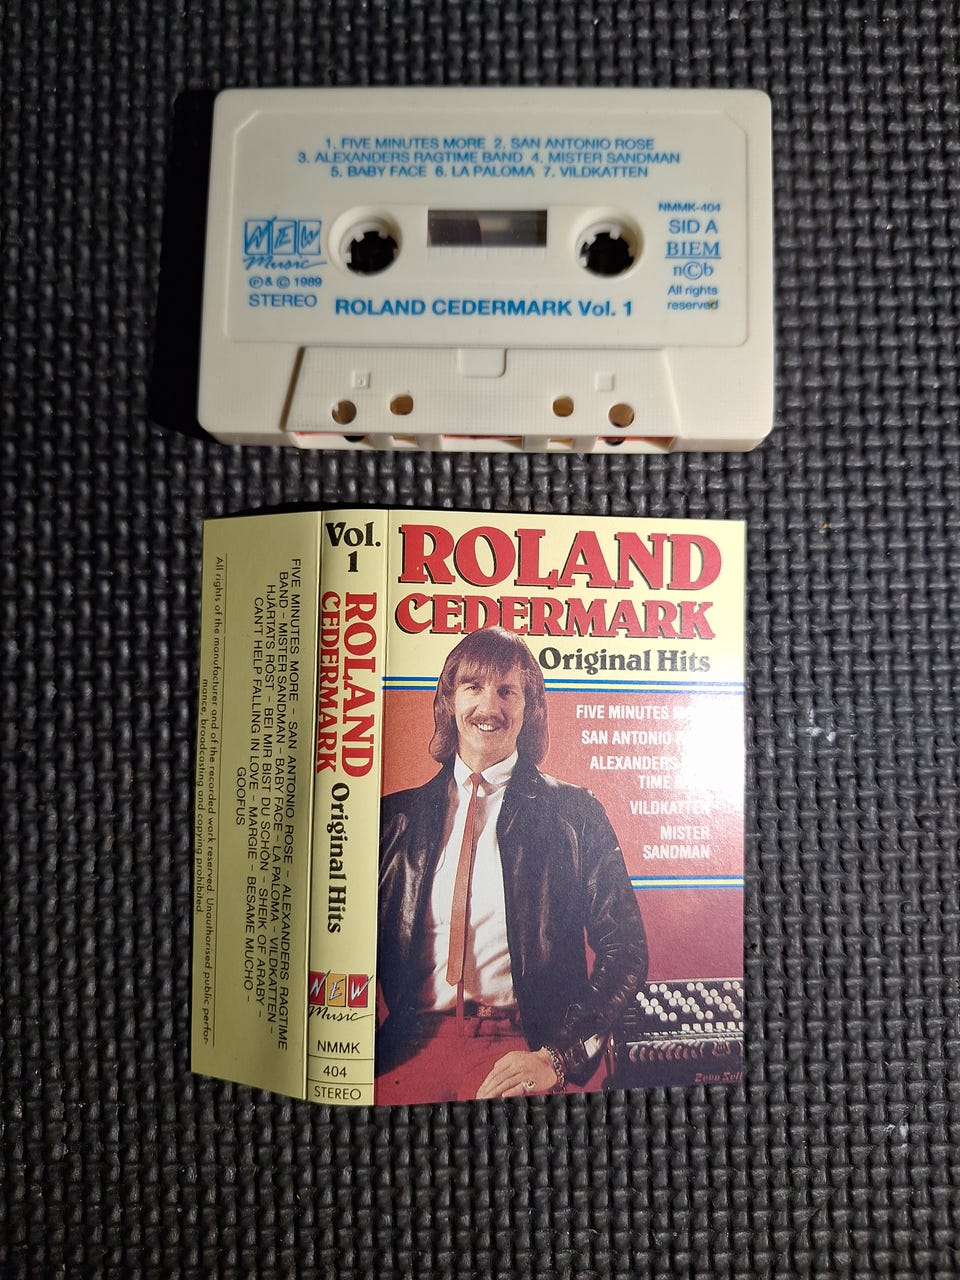 1. FIVE MINUTES MORE 2. SAN ANTONIO ROSE
3. ALEXANDERS RAGTIME BAND 4. MISTER SANDMAN
5. BABY FACE 6. LA PALOMA 7. VILDKATTEN
NEW
Music
Ⓟ & © 1989
STEREO
NMMK-404
SID A
BIEM
n©b
All rights
reserved
ROLAND CEDERMARK Vol. 1
All rights of the manufacturer and of the recorded work reserved. Unauthorised public perfor-
mance, broadcasting and copying prohibited.
FIVE MINUTES MORE – SAN ANTONIO ROSE – ALEXANDERS RAGTIME
BAND – MISTER SANDMAN – BABY FACE – LA PALOMA – VILDKATTEN –
HJÄRTATS RÖST – BEI MIR BIST DU SCHÖN – SHEIK OF ARABY –
CAN'T HELP FALLING IN LOVE – MARGIE – BESAME MUCHO –
GOOFUS
Vol.
1
ROLAND
CEDERMARK
Original Hits
NEW
Music
NMMK
404
STEREO
ROLAND
CEDERMARK
Original Hits
FIVE MINUTES
SAN ANTONIO
ALEXANDERS
TIME
VILDKATTEN
MISTER
SANDMAN